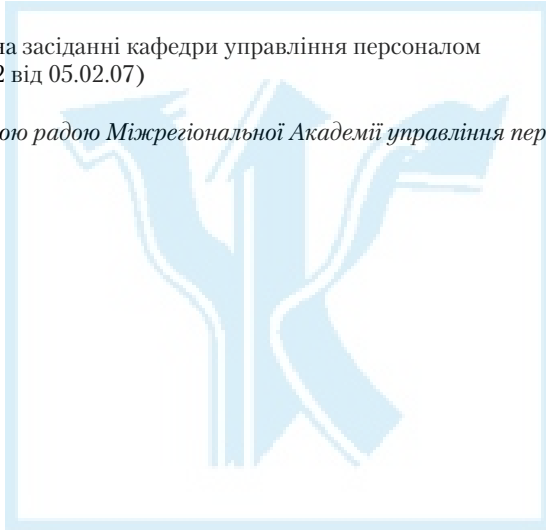 на засіданні кафедри управління персоналом
2 від 05.02.07)
ою радою Міжрегіональної Академії управління пер